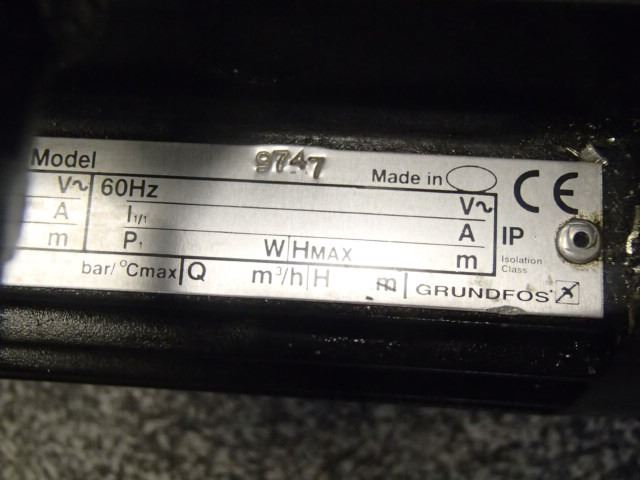 Model 9747 Made in CE
V~ 60Hz V~
A I1/1 A IP
m P1 W HMAX m Isolation Class
bar/°Cmax Q m³/h H m GRUNDFOS